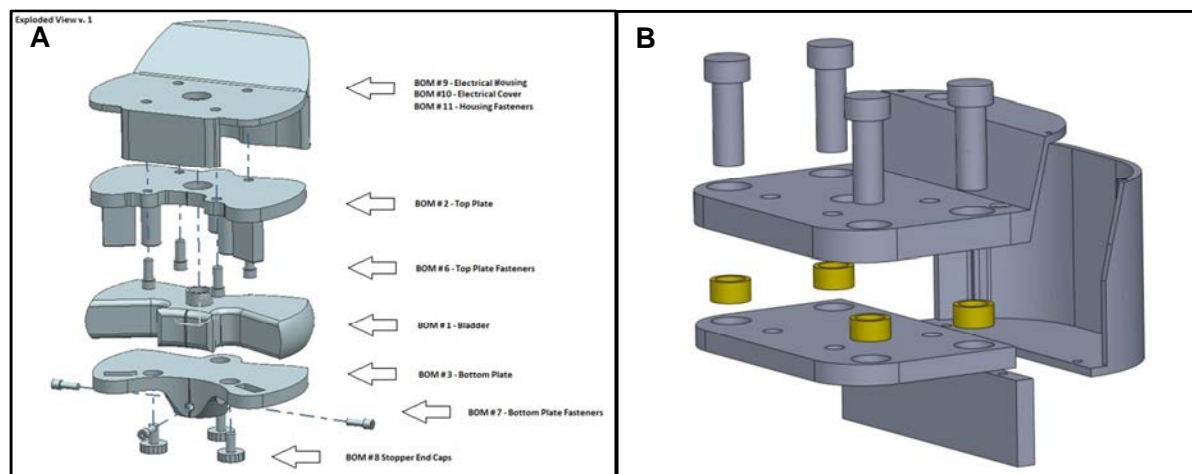 Exploded View v. 1
A
BOM #9 - Electrical Housing
BOM #10 - Electrical Cover
BOM #11 - Housing Fasteners
BOM # 2 - Top Plate
BOM # 6 - Top Plate Fasteners
BOM # 1 - Bladder
BOM # 3 - Bottom Plate
BOM # 7 - Bottom Plate Fasteners
BOM # 8 Stopper End Caps
B